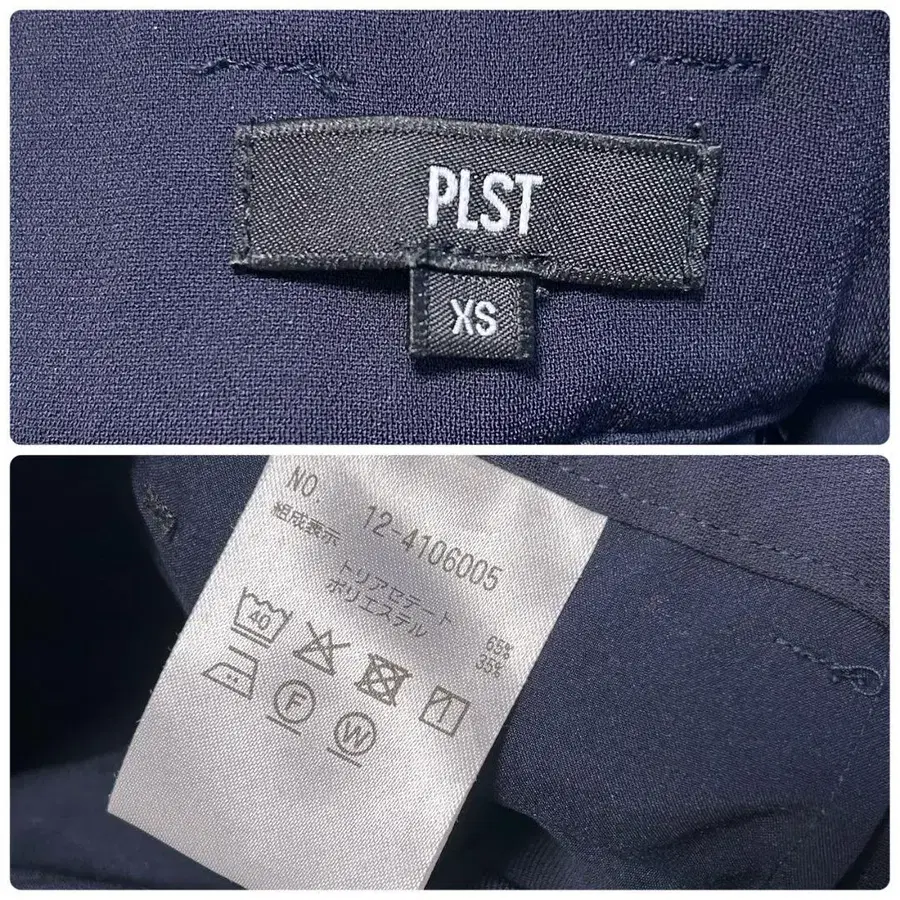 PLST
XS
NO. 12-4106005
組成表示
トリアセテート 65%
ポリエステル 35%
40
F
W